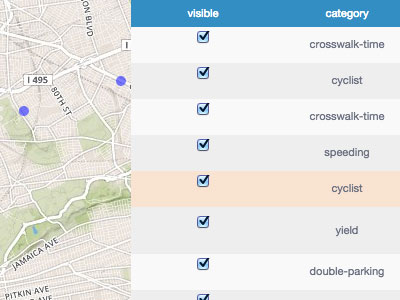 SON BLVD
I 495
80TH ST
JAMAICA AVE
PITKIN AVE
visible category
crosswalk-time
cyclist
crosswalk-time
speeding
cyclist
yield
double-parking